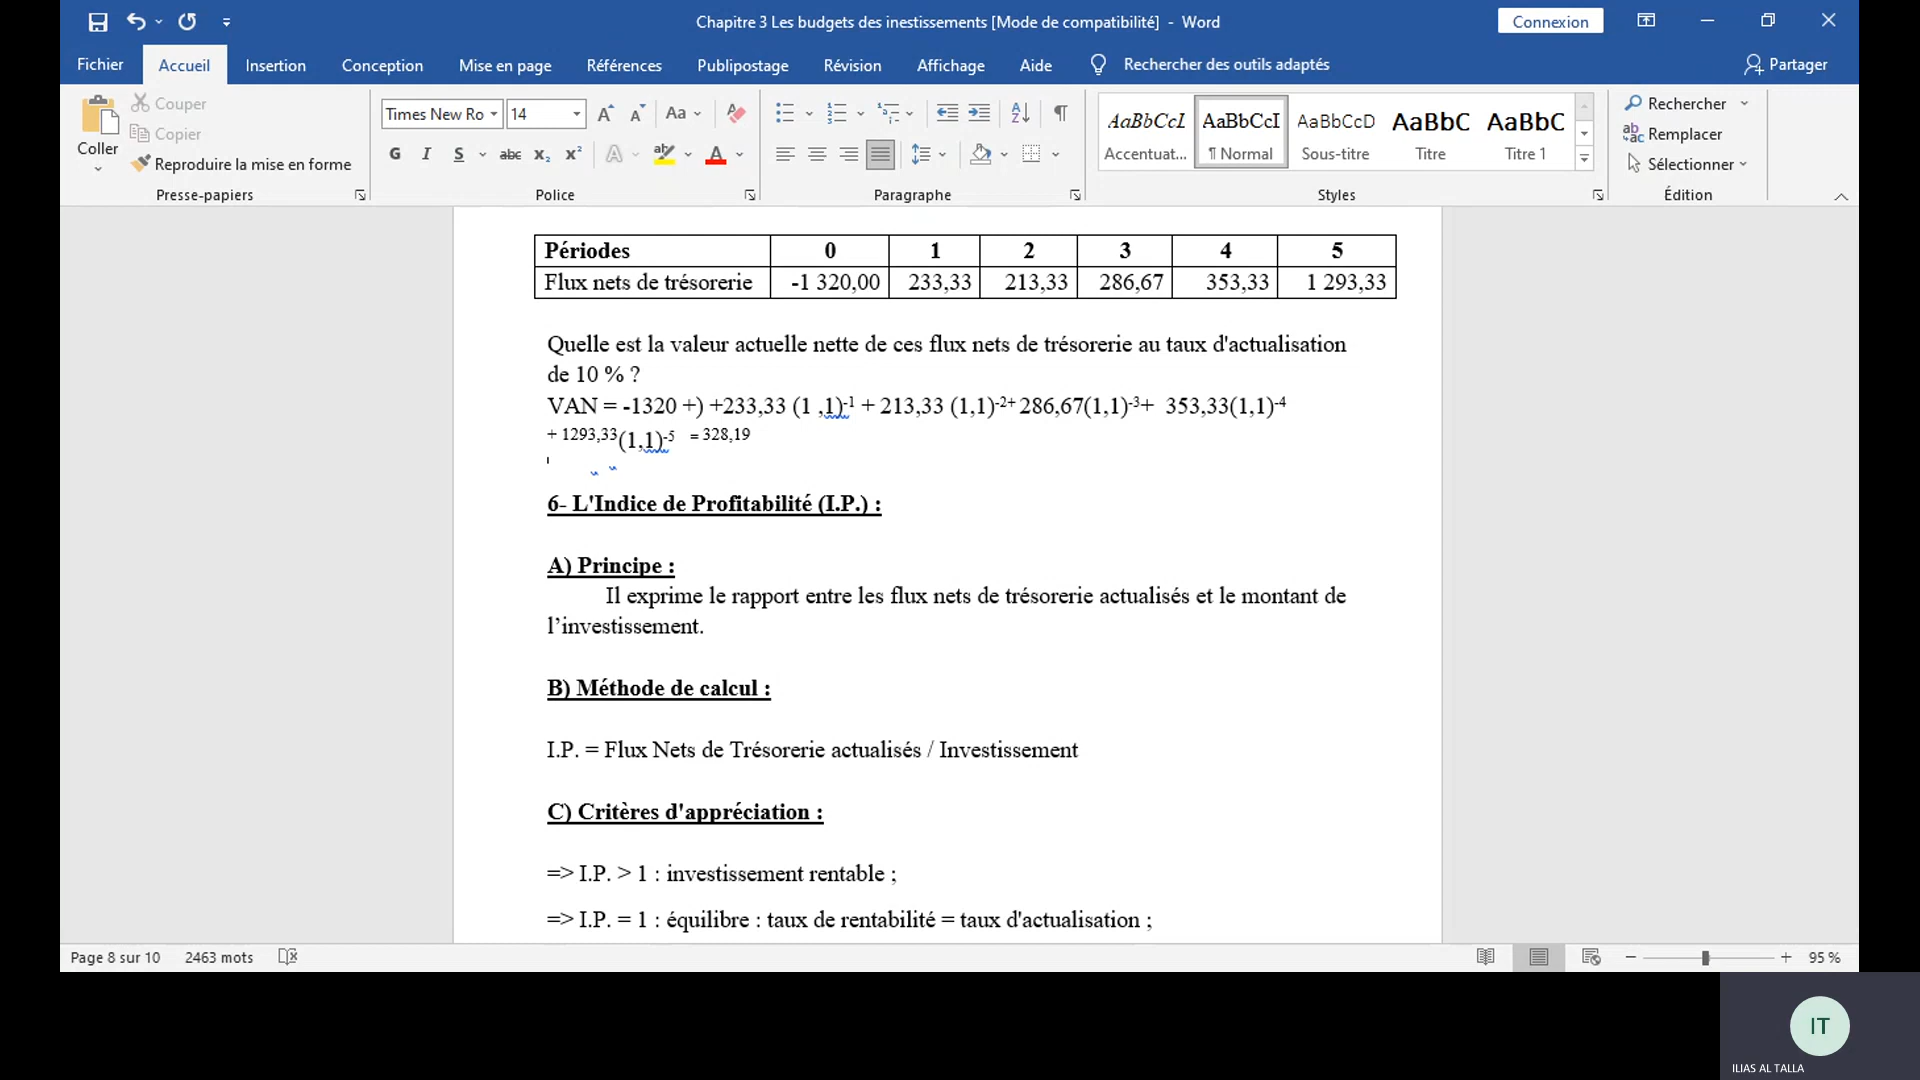 Chapitre 3 Les budgets des inestissements [Mode de compatibilité] - Word
Connexion
Fichier Accueil Insertion Conception Mise en page Références Publipostage Révision Affichage Aide Rechercher des outils adaptés Partager
Coller
Couper
Copier
Reproduire la mise en forme
Presse-papiers
Times New Ro 14 Aa
G I S abc x₂ x² A A
Police
Paragraphe
AaBbCcI AaBbCcI AaBbCcD AaBbC AaBbC
Accentuat... ¶ Normal Sous-titre Titre Titre 1
Styles
Rechercher
Remplacer
Sélectionner
Édition
Périodes 0 1 2 3 4 5
Flux nets de trésorerie -1 320,00 233,33 213,33 286,67 353,33 1 293,33
Quelle est la valeur actuelle nette de ces flux nets de trésorerie au taux d'actualisation
de 10 % ?
VAN = -1320 +) +233,33 (1 ,1)⁻¹ + 213,33 (1,1)⁻²⁺ 286,67(1,1)⁻³+ 353,33(1,1)⁻⁴
+ 1293,33(1,1)⁻⁵ = 328,19
6- L'Indice de Profitabilité (I.P.) :
A) Principe :
Il exprime le rapport entre les flux nets de trésorerie actualisés et le montant de
l’investissement.
B) Méthode de calcul :
I.P. = Flux Nets de Trésorerie actualisés / Investissement
C) Critères d'appréciation :
=> I.P. > 1 : investissement rentable ;
=> I.P. = 1 : équilibre : taux de rentabilité = taux d'actualisation ;
Page 8 sur 10 2463 mots 95 %
IT
ILIAS AL TALLA